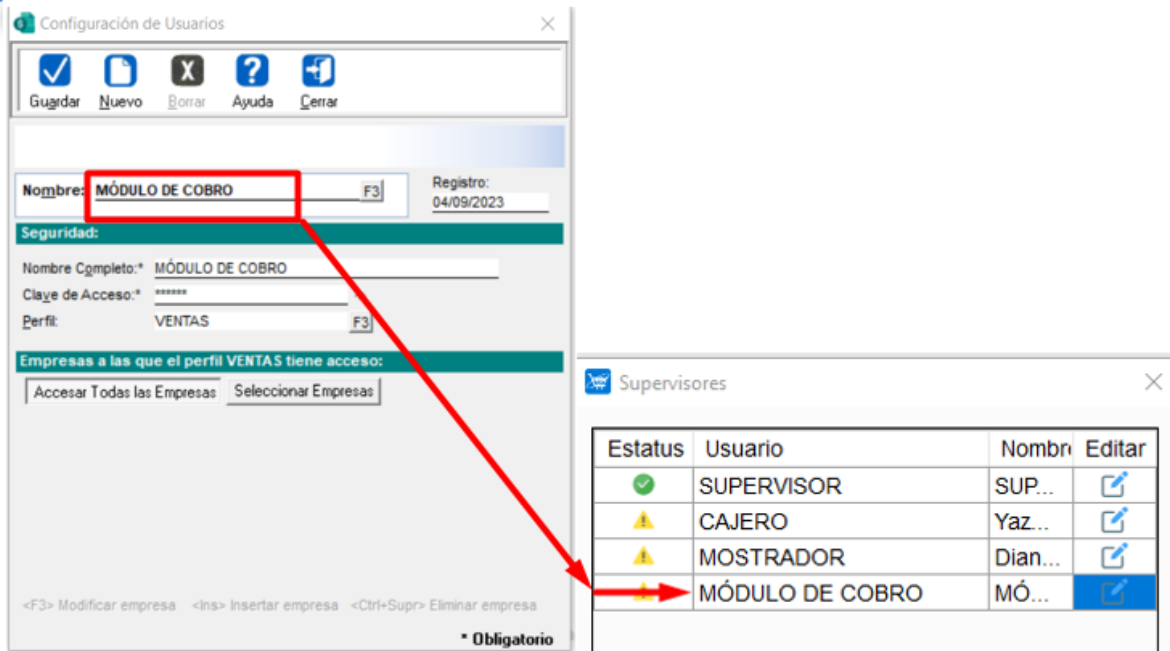 Configuración de Usuarios
Guardar Nuevo Borrar Ayuda Cerrar
Nombre: MÓDULO DE COBRO F3
Registro:
04/09/2023
Seguridad:
Nombre Completo:* MÓDULO DE COBRO
Clave de Acceso:* ******
Perfil: VENTAS F3
Empresas a las que el perfil VENTAS tiene acceso:
Accesar Todas las Empresas Seleccionar Empresas
<F3> Modificar empresa <Ins> Insertar empresa <Ctrl+Supr> Eliminar empresa
* Obligatorio
Supervisores
Estatus Usuario Nombre Editar
SUPERVISOR SUP...
CAJERO Yaz...
MOSTRADOR Dian...
MÓDULO DE COBRO MÓ...